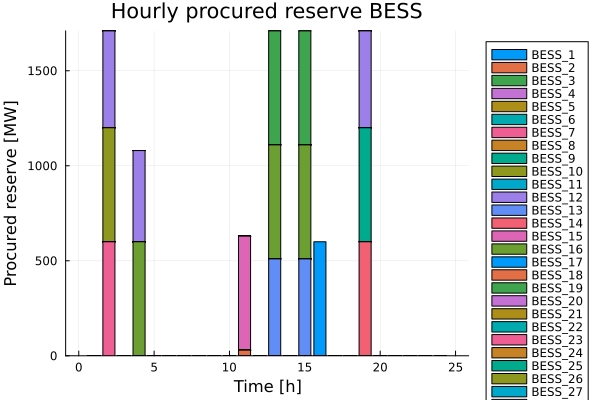 Hourly procured reserve BESS
Procured reserve [MW]
1500
1000
500
0
0 5 10 15 20 25
Time [h]
BESS_1
BESS_2
BESS_3
BESS_4
BESS_5
BESS_6
BESS_7
BESS_8
BESS_9
BESS_10
BESS_11
BESS_12
BESS_13
BESS_14
BESS_15
BESS_16
BESS_17
BESS_18
BESS_19
BESS_20
BESS_21
BESS_22
BESS_23
BESS_24
BESS_25
BESS_26
BESS_27